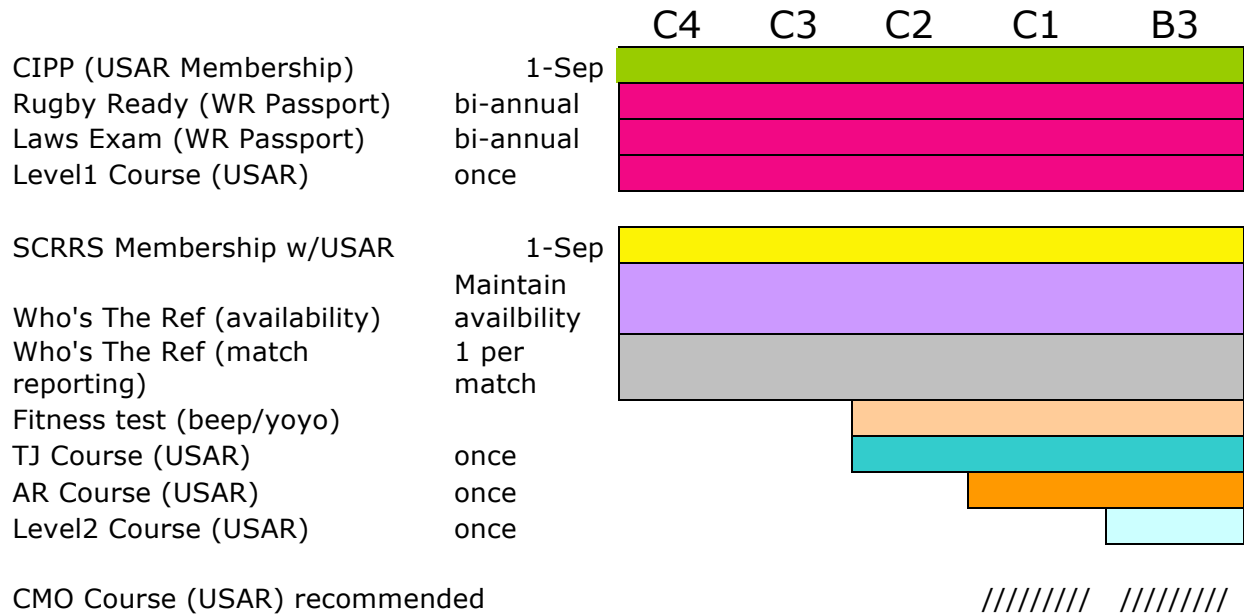 C4 C3 C2 C1 B3
CIPP (USAR Membership) 1-Sep
Rugby Ready (WR Passport) bi-annual
Laws Exam (WR Passport) bi-annual
Level1 Course (USAR) once
SCRRS Membership w/USAR 1-Sep
Maintain
Who's The Ref (availability) availbility
Who's The Ref (match 1 per
reporting) match
Fitness test (beep/yoyo)
TJ Course (USAR) once
AR Course (USAR) once
Level2 Course (USAR) once
CMO Course (USAR) recommended ///////// /////////